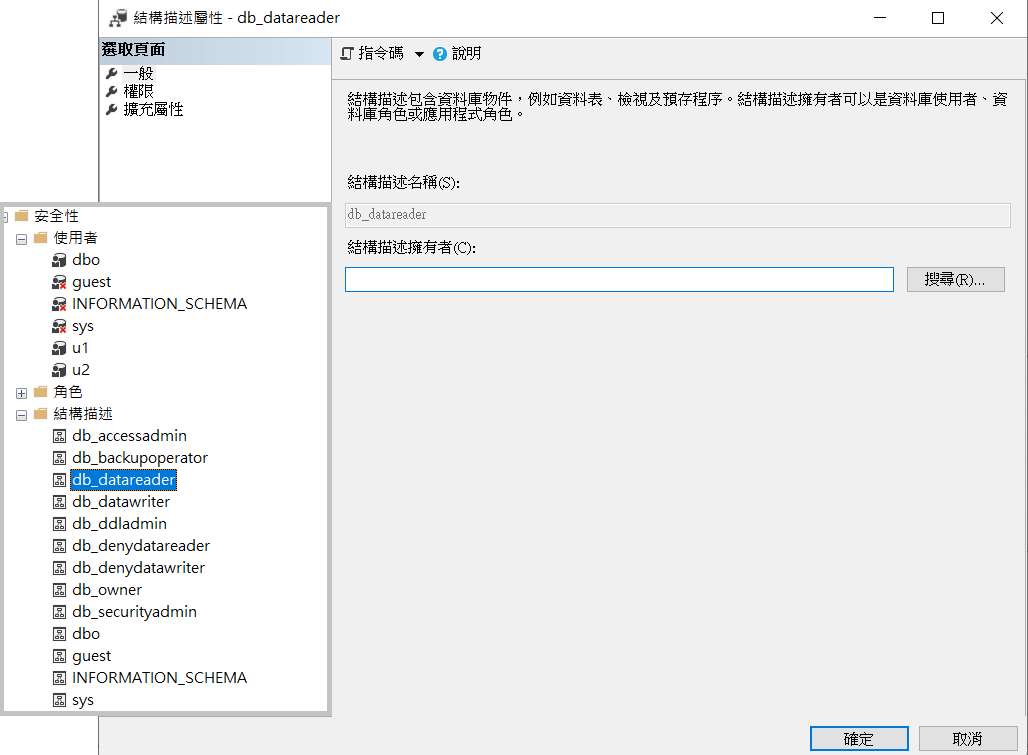 結構描述屬性 - db_datareader
選取頁面
一般
權限
擴充屬性
指令碼
說明
結構描述包含資料庫物件，例如資料表、檢視及預存程序。結構描述擁有者可以是資料庫使用者、資
料庫角色或應用程式角色。
結構描述名稱(S):
db_datareader
結構描述擁有者(C):
搜尋(R)...
安全性
使用者
dbo
guest
INFORMATION_SCHEMA
sys
u1
u2
角色
結構描述
db_accessadmin
db_backupoperator
db_datareader
db_datawriter
db_ddladmin
db_denydatareader
db_denydatawriter
db_owner
db_securityadmin
dbo
guest
INFORMATION_SCHEMA
sys
確定
取消